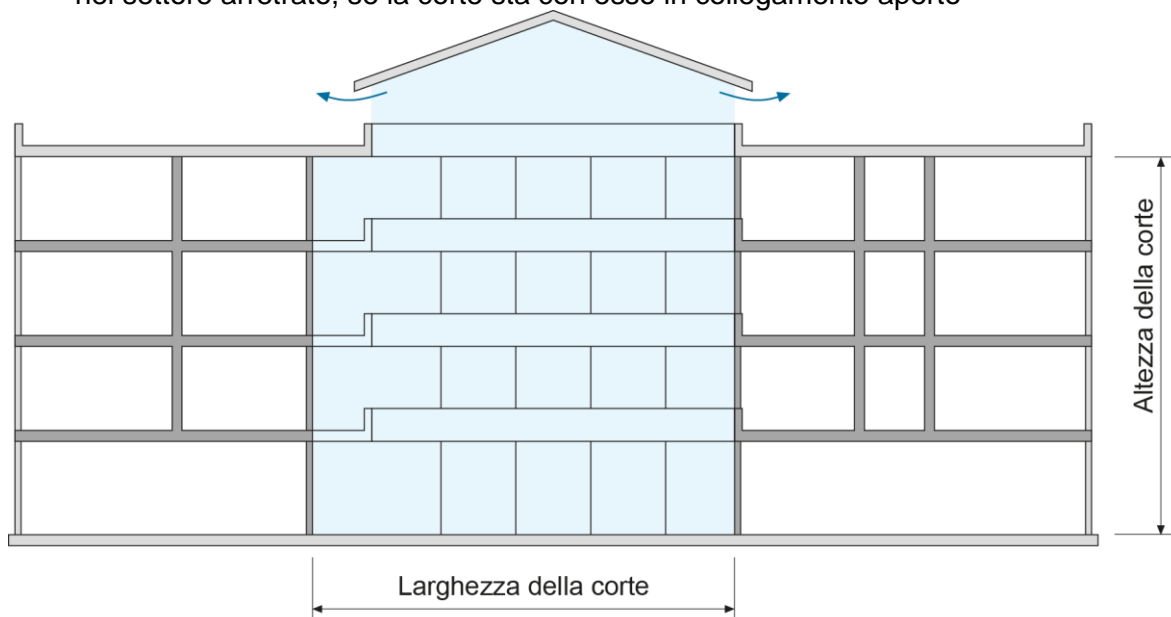 nel settore arretrato, se la corte sta con esso in collegamento aperto
Altezza della corte
Larghezza della corte